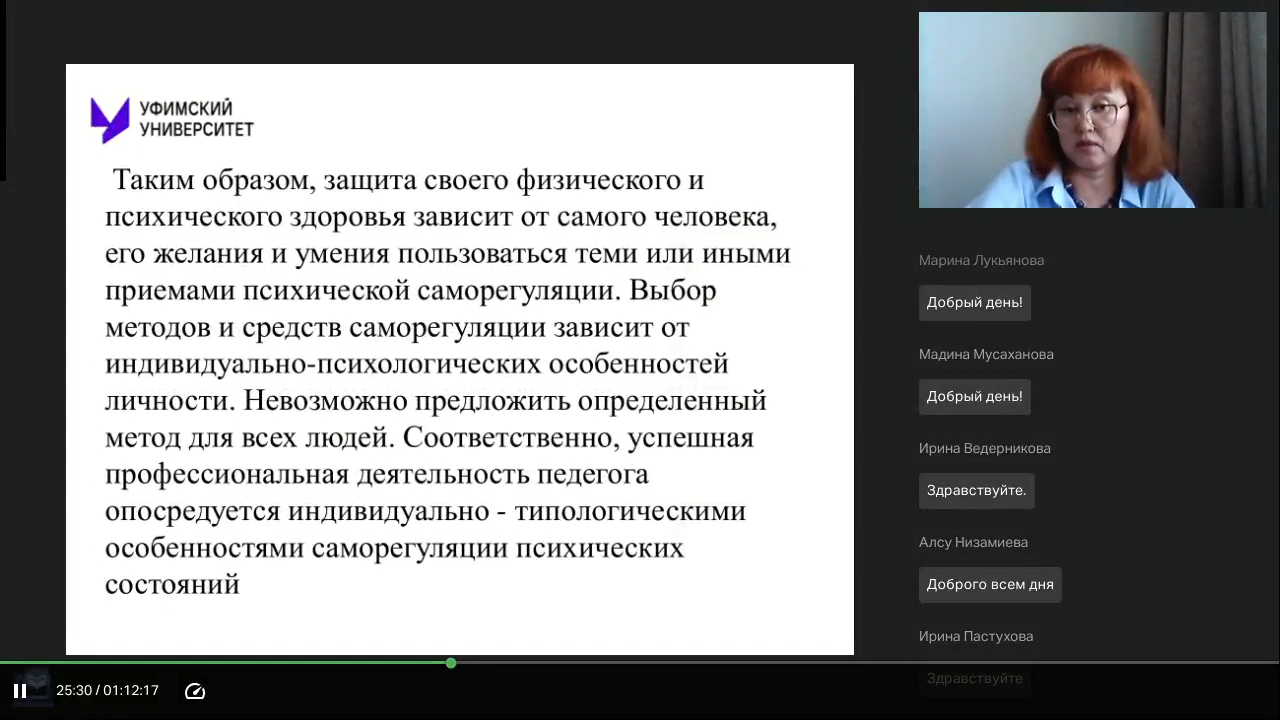 УФИМСКИЙ
УНИВЕРСИТЕТ
Таким образом, защита своего физического и
психического здоровья зависит от самого человека,
его желания и умения пользоваться теми или иными
приемами психической саморегуляции. Выбор
методов и средств саморегуляции зависит от
индивидуально-психологических особенностей
личности. Невозможно предложить определенный
метод для всех людей. Соответственно, успешная
профессиональная деятельность педегога
опосредуется индивидуально - типологическими
особенностями саморегуляции психических
состояний
Марина Лукьянова
Добрый день!
Мадина Мусаханова
Добрый день!
Ирина Ведерникова
Здравствуйте.
Алсу Низамиева
Доброго всем дня
Ирина Пастухова
Здравствуйте
25:30 / 01:12:17